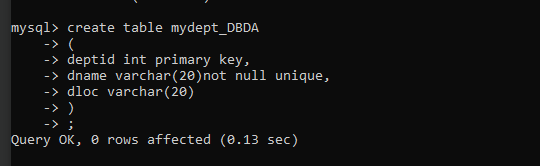 mysql> create table mydept_DBDA
-> (
-> deptid int primary key,
-> dname varchar(20)not null unique,
-> dloc varchar(20)
-> )
-> ;
Query OK, 0 rows affected (0.13 sec)